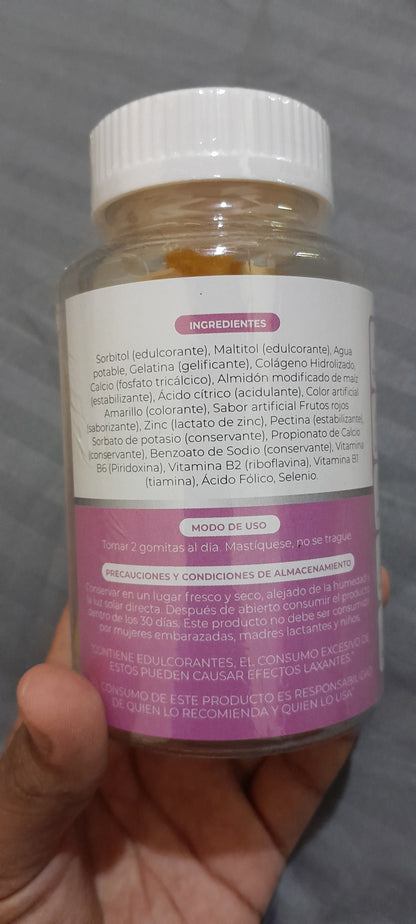 INGREDIENTES
Sorbitol (edulcorante), Maltitol (edulcorante), Agua
potable, Gelatina (gelificante), Colágeno Hidrolizado,
Calcio (fosfato tricálcico), Almidón modificado de maíz
(estabilizante), Ácido cítrico (acidulante), Color artificial
Amarillo (colorante), Sabor artificial Frutos rojos
(saborizante), Zinc (lactato de zinc), Pectina (estabilizante),
Sorbato de potasio (conservante), Propionato de Calcio
(conservante), Benzoato de Sodio (conservante), Vitamina
B6 (Piridoxina), Vitamina B2 (riboflavina), Vitamina B1
(tiamina), Ácido Fólico, Selenio.
MODO DE USO
Tomar 2 gomitas al día. Mastíquese, no se trague.
PRECAUCIONES Y CONDICIONES DE ALMACENAMIENTO
Conservar en un lugar fresco y seco, alejado de la humedad y
la luz solar directa. Después de abierto consumir el producto
dentro de los 30 días. Este producto no debe ser consumido
por mujeres embarazadas, madres lactantes y niños.
"CONTIENE EDULCORANTES, EL CONSUMO EXCESIVO DE
ESTOS PUEDEN CAUSAR EFECTOS LAXANTES."
CONSUMO DE ESTE PRODUCTO ES RESPONSABILIDAD
DE QUIEN LO RECOMIENDA Y QUIEN LO USA"